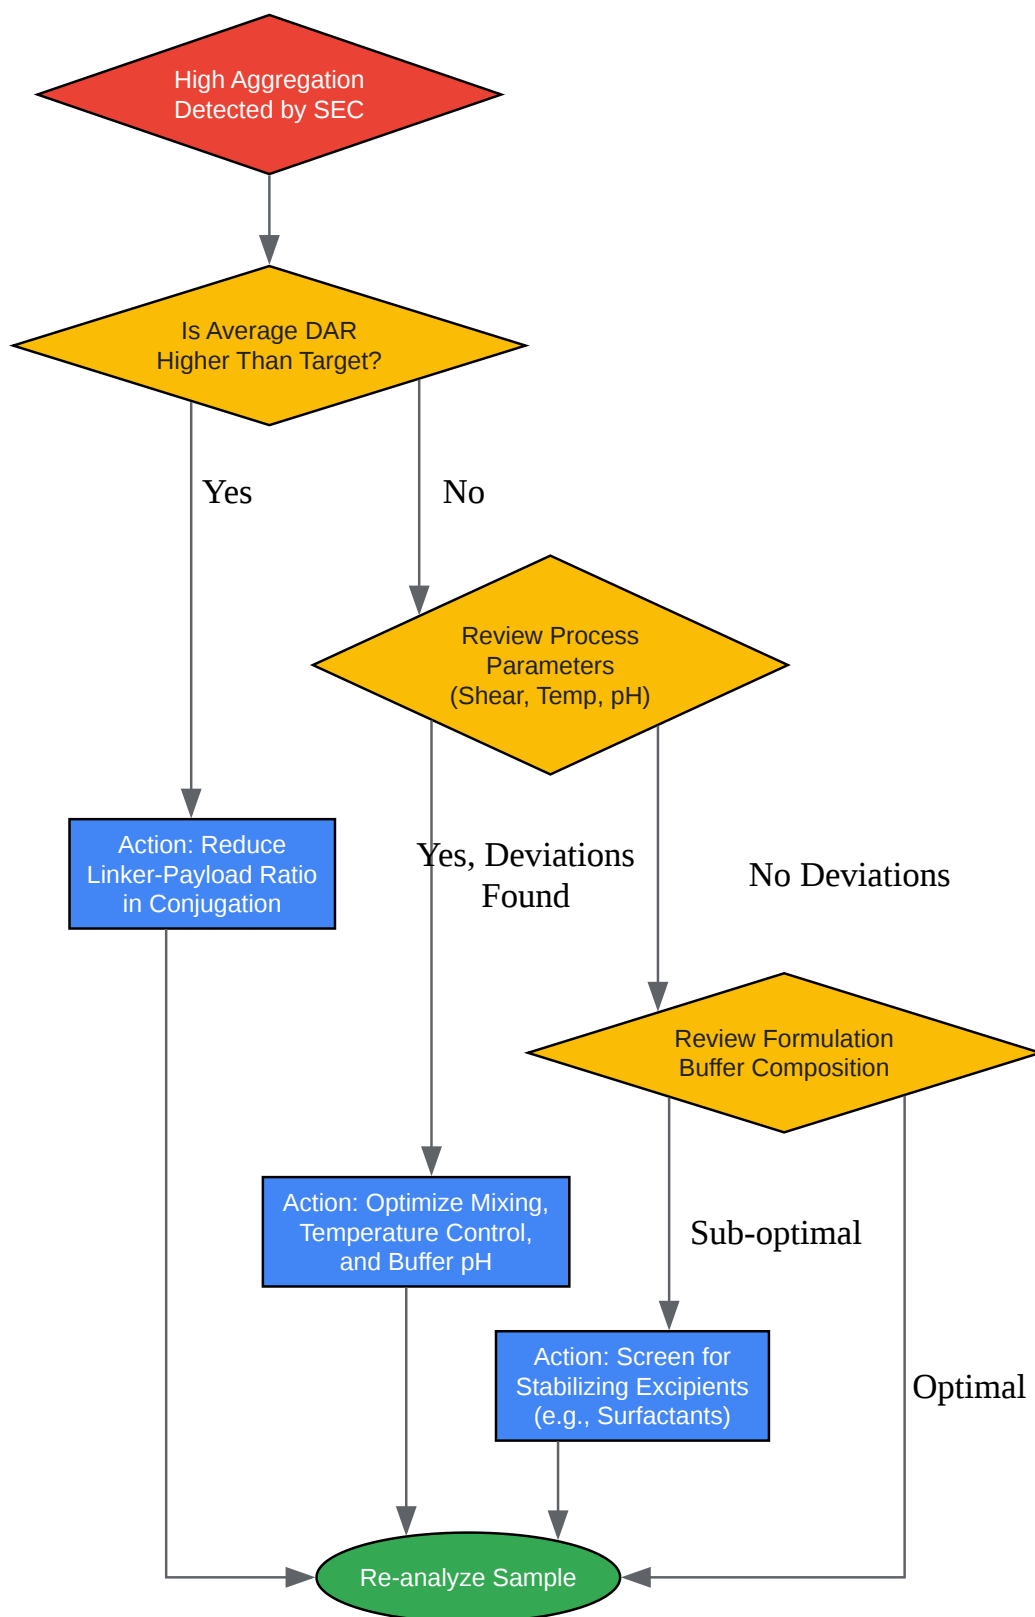 High Aggregation
Detected by SEC
Is Average DAR
Higher Than Target?
Yes
No
Review Process
Parameters
(Shear, Temp, pH)
Action: Reduce
Linker-Payload Ratio
in Conjugation
Yes, Deviations
Found
No Deviations
Review Formulation
Buffer Composition
Action: Optimize Mixing,
Temperature Control,
and Buffer pH
Sub-optimal
Action: Screen for
Stabilizing Excipients
(e.g., Surfactants)
Optimal
Re-analyze Sample